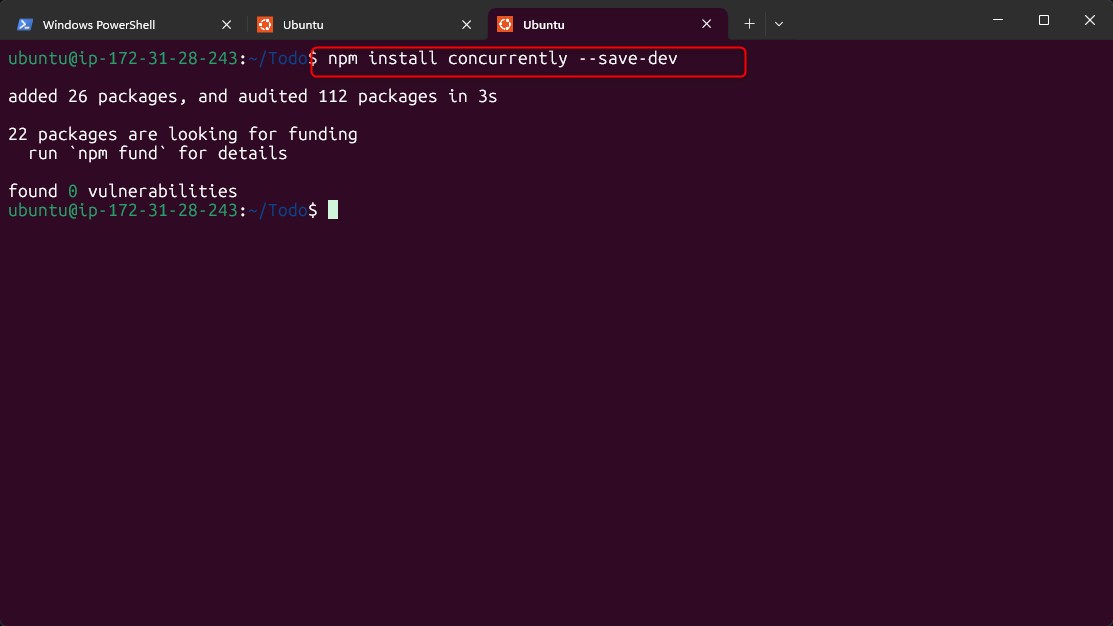 Windows PowerShell
Ubuntu
Ubuntu
ubuntu@ip-172-31-28-243:~/Todo$ npm install concurrently --save-dev
added 26 packages, and audited 112 packages in 3s
22 packages are looking for funding
run `npm fund` for details
found 0 vulnerabilities
ubuntu@ip-172-31-28-243:~/Todo$